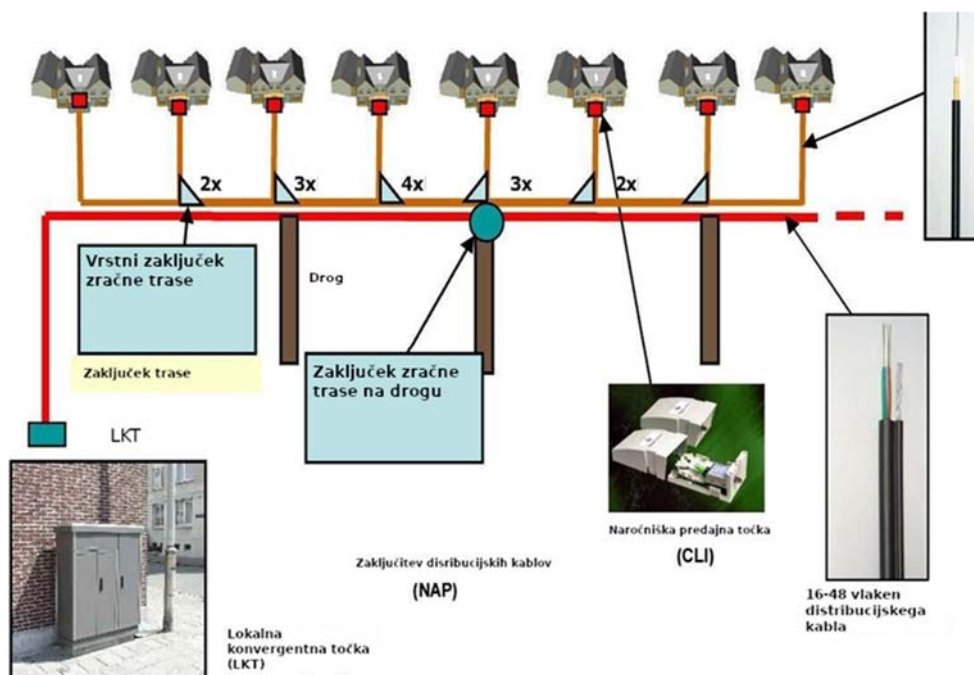 2x
3x
4x
3x
2x
Vrstni zaključek
zračne trase
Drog
Zaključek trase
Zaključek zračne
trase na drogu
LKT
Naročniška predajna točka
(CLI)
Zaključitev disribucijskih kablov
(NAP)
16-48 vlaken
distribucijskega
kabla
Lokalna
konvergentna točka
(LKT)